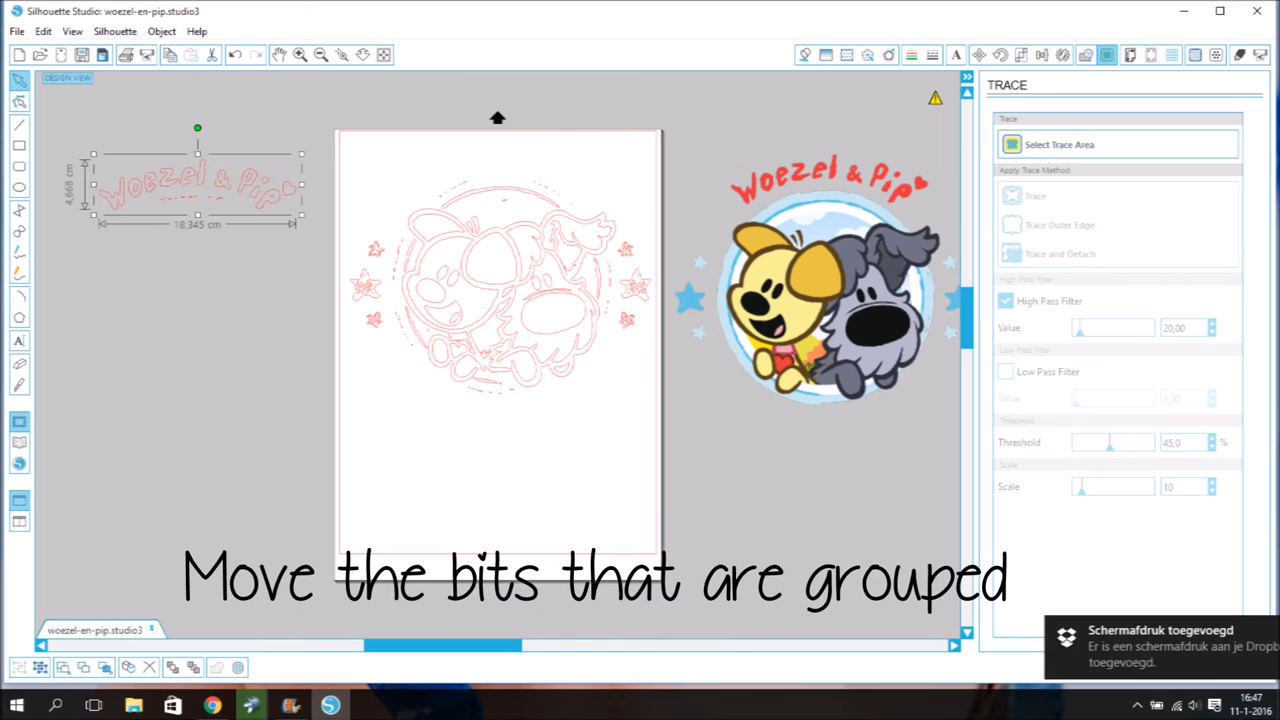 Silhouette Studio: woezel-en-pip.studio3
File Edit View Silhouette Object Help
DESIGN VIEW
TRACE
Trace
Select Trace Area
Apply Trace Method
Trace
Trace Outer Edge
Trace and Detach
High Pass Filter
High Pass Filter
Value 20,00
Low Pass Filter
Low Pass Filter
Value 1,00
Threshold
Threshold 45,0 %
Scale
Scale 10
4,668 cm
Woezel & Pip
18,345 cm
Woezel & Pip
Move the bits that are grouped
woezel-en-pip.studio3
Schermafdruk toegevoegd
Er is een schermafdruk aan je Dropb
toegevoegd.
16:47
11-1-2016